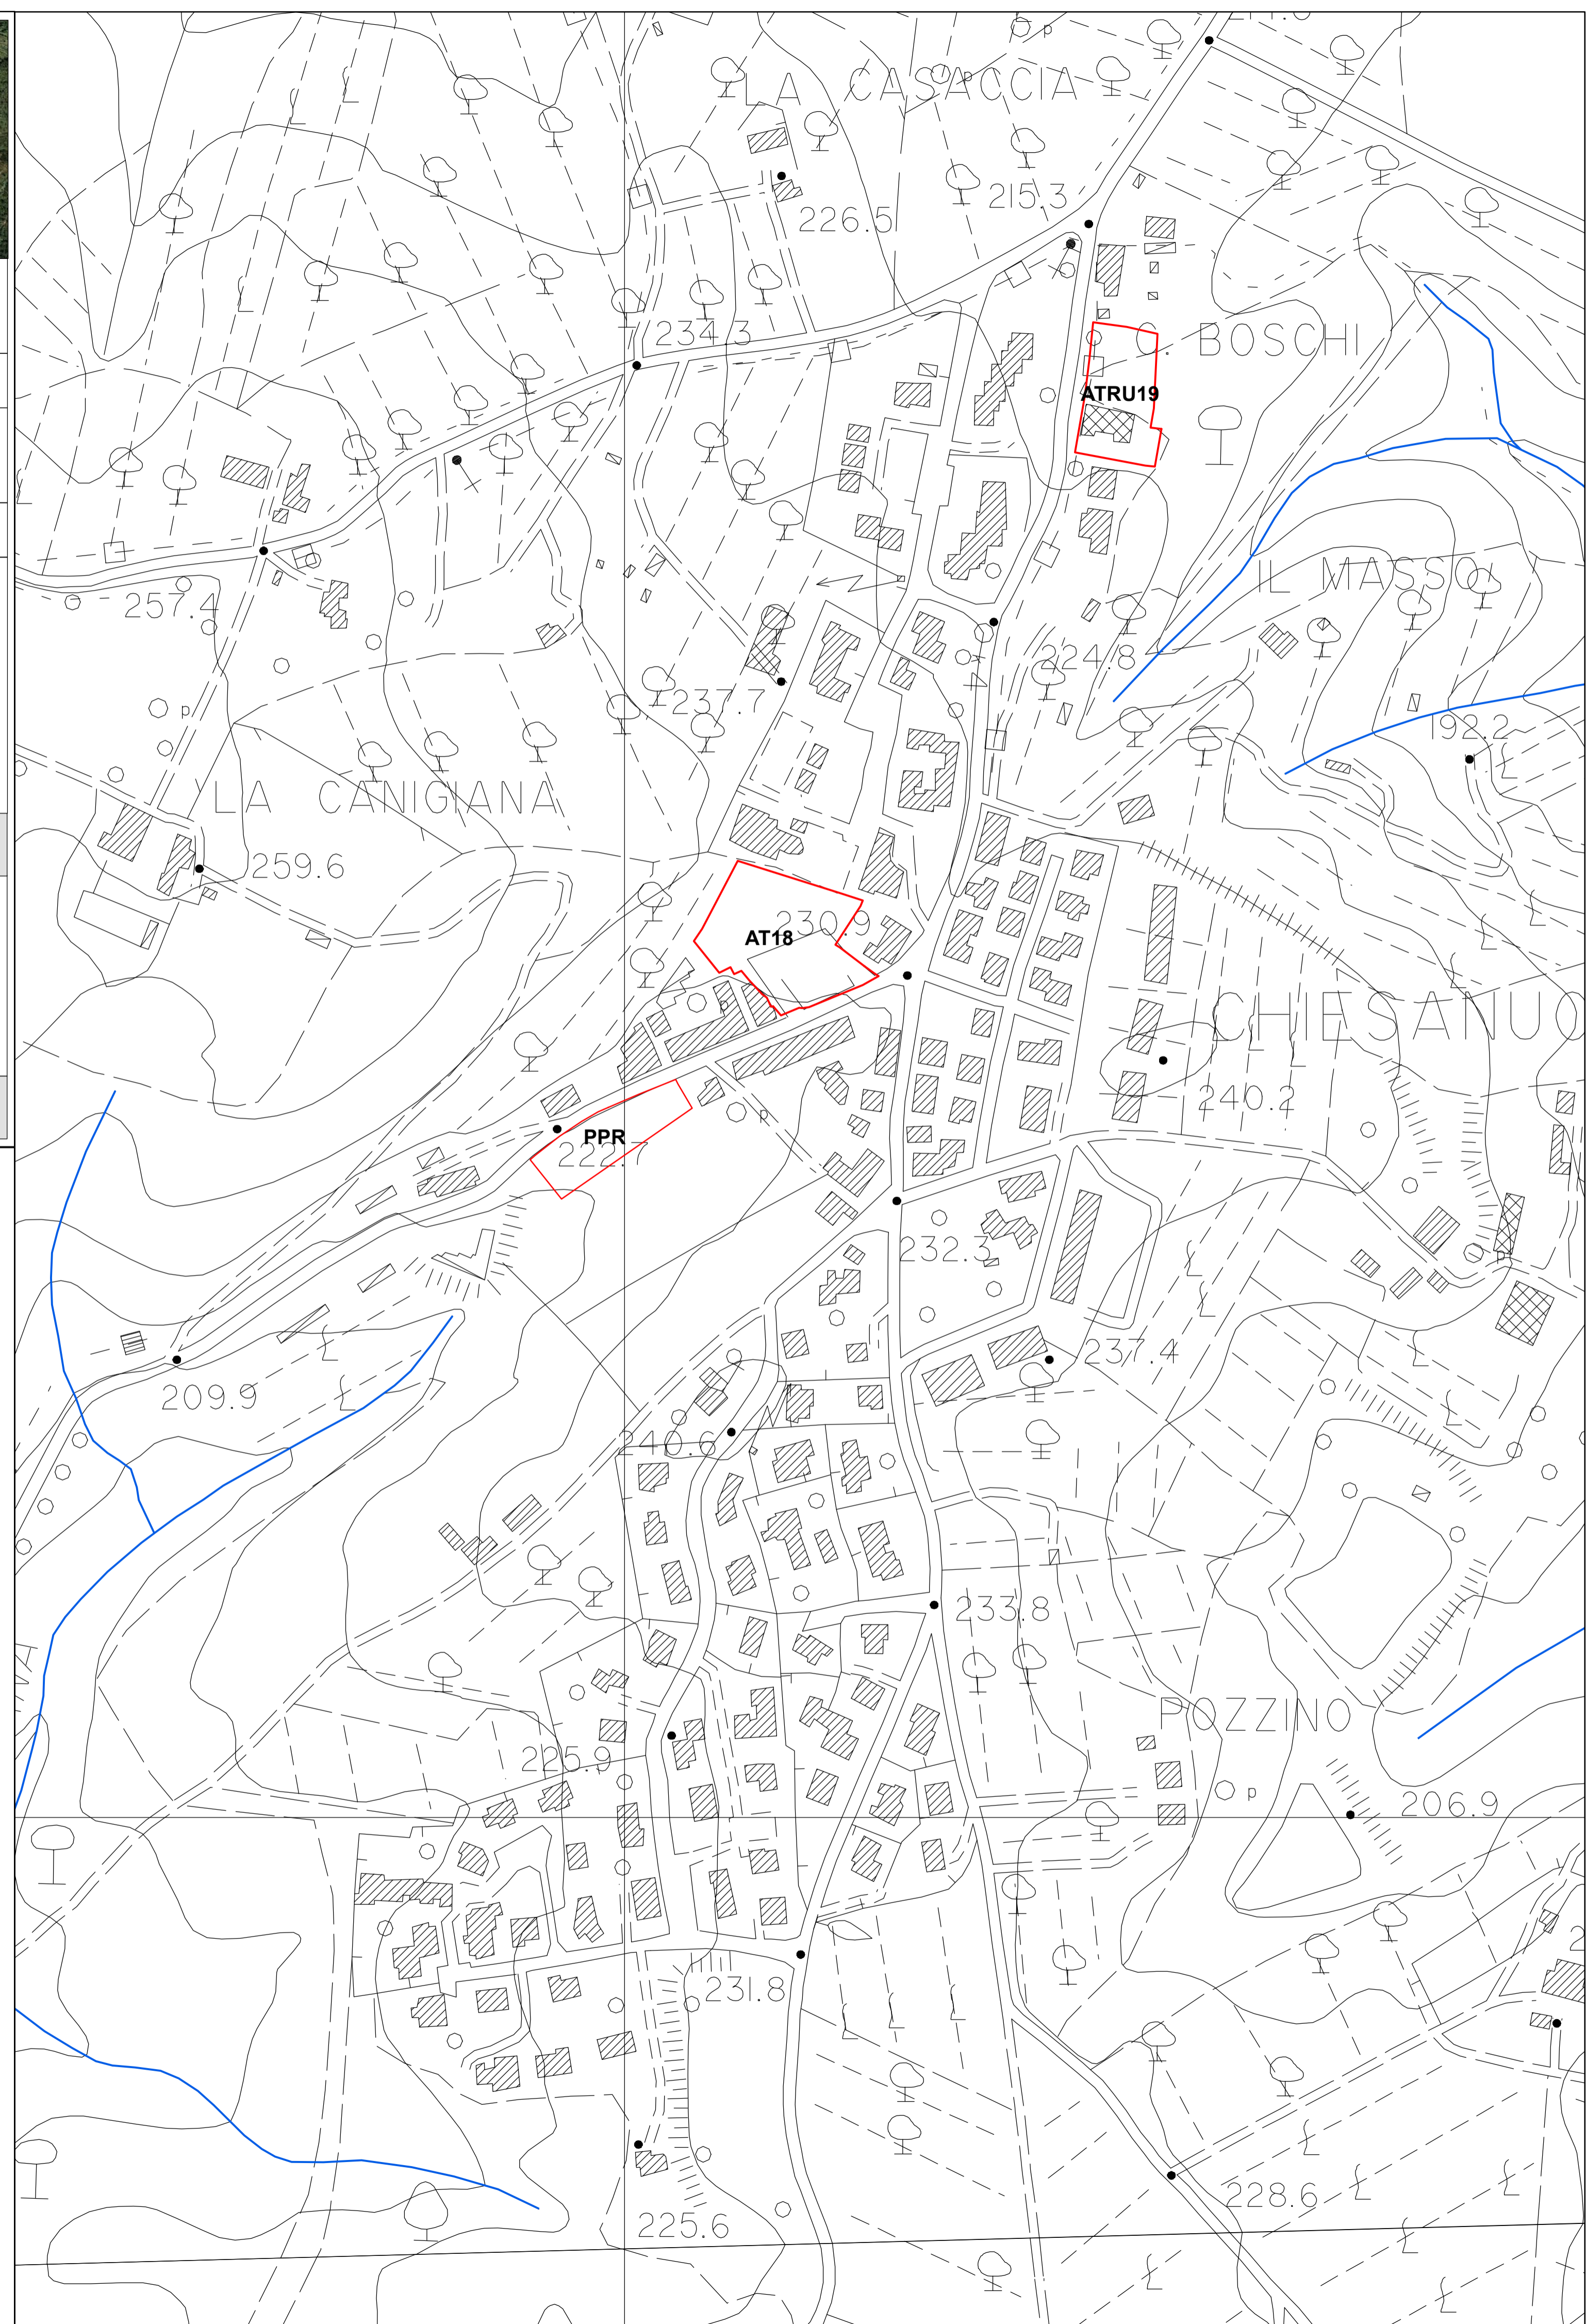 LA CASACCIA
p
p
215.3
226.5
234.3
C. BOSCHI
ATRU19
257.4
IL MASSO
224.8
237.7
p
192.2
LA CANIGIANA
259.6
230.9
AT18
CHIESANUO
p
240.2
p
PPR
222.7
232.3
p
237.4
209.9
240.6
233.8
POZZINO
225.9
p
206.9
231.8
228.6
225.6